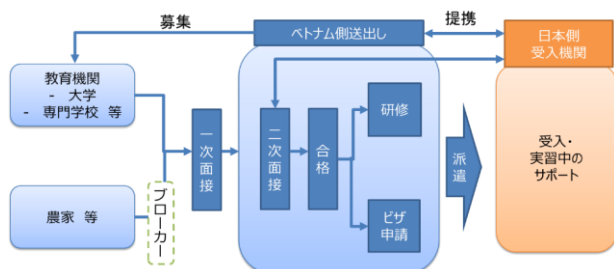 募集
ベトナム側送出し
提携
日本側
受入機関
教育機関
- 大学
- 専門学校 等
農家 等
ブローカー
一次面接
二次面接
合格
研修
ビザ
申請
派遣
受入・
実習中の
サポート